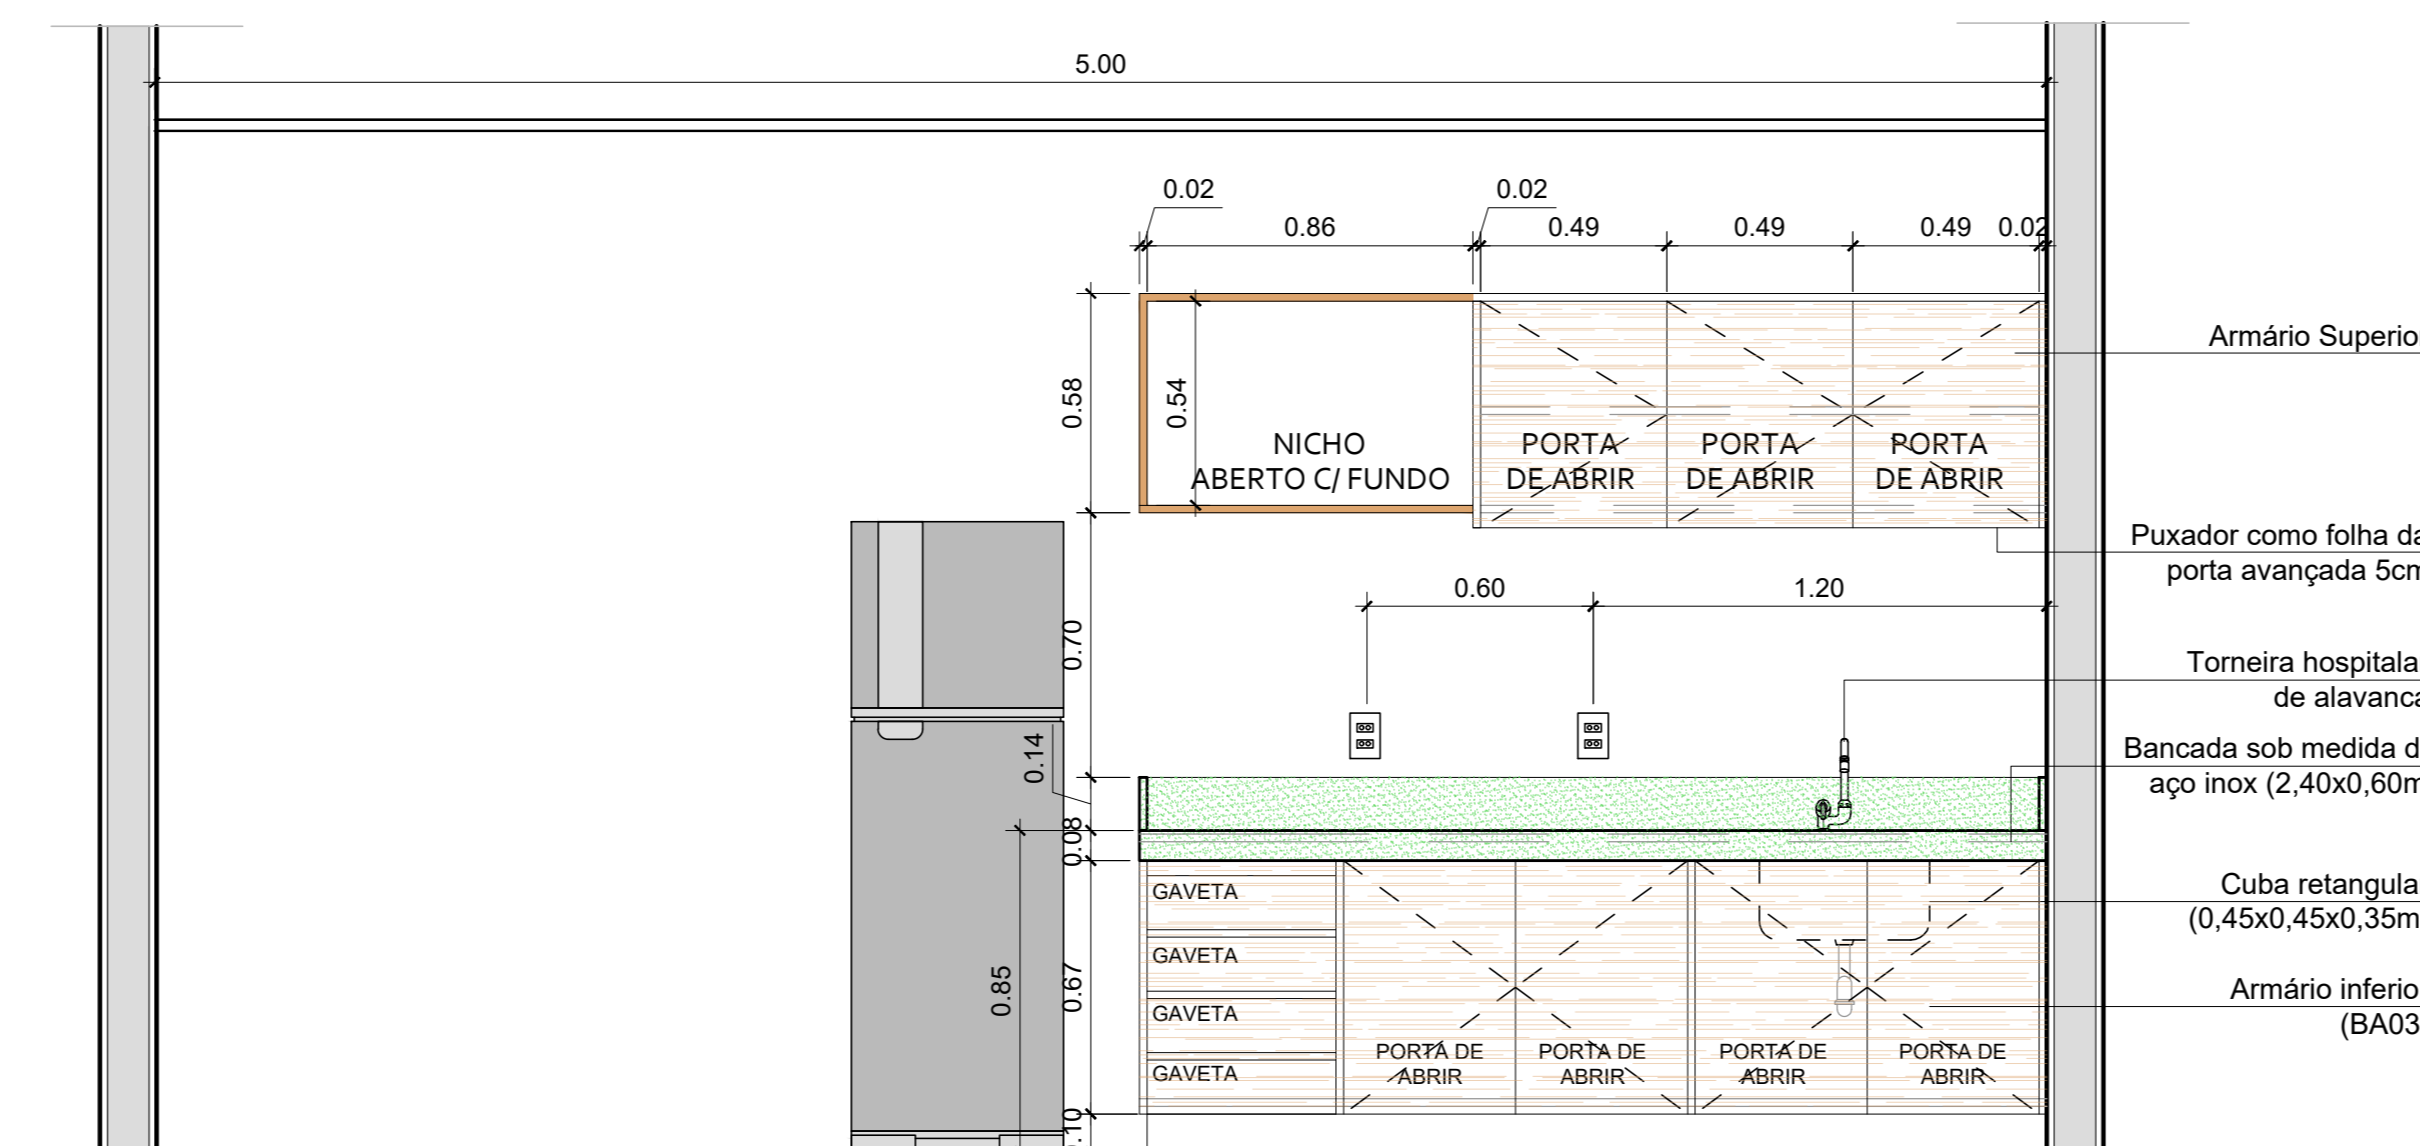 5.00
0.02
0.02
0.86
0.49
0.49
0.49
0.02
0.58
0.54
NICHO
ABERTO C/ FUNDO
PORTA
DE ABRIR
PORTA
DE ABRIR
PORTA
DE ABRIR
Armário Superior
Puxador como folha da
porta avançada 5cm
0.60
1.20
0.70
Torneira hospitala
de alavanca
0.14
Bancada sob medida d
aço inox (2,40x0,60m
0.08
GAVETA
GAVETA
GAVETA
GAVETA
0.85
0.67
Cuba retangula
(0,45x0,45x0,35m
Armário inferio
(BA03
PORTA DE
ABRIR
PORTA DE
ABRIR
PORTA DE
ABRIR
PORTA DE
ABRIR
.10